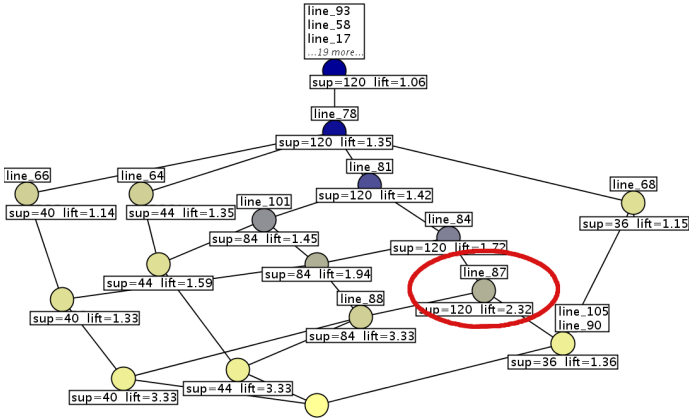 line_93
line_58
line_17
...19 more...
sup=120 lift=1.06
line_78
sup=120 lift=1.35
line_66
line_64
line_81
line_68
sup=40 lift=1.14
sup=44 lift=1.35
sup=120 lift=1.42
sup=36 lift=1.15
line_101
line_84
sup=84 lift=1.45
sup=120 lift=1.72
sup=44 lift=1.59
sup=84 lift=1.94
line_87
sup=120 lift=2.32
sup=40 lift=1.33
line_88
sup=84 lift=3.33
line_105
line_90
sup=36 lift=1.36
sup=40 lift=3.33
sup=44 lift=3.33